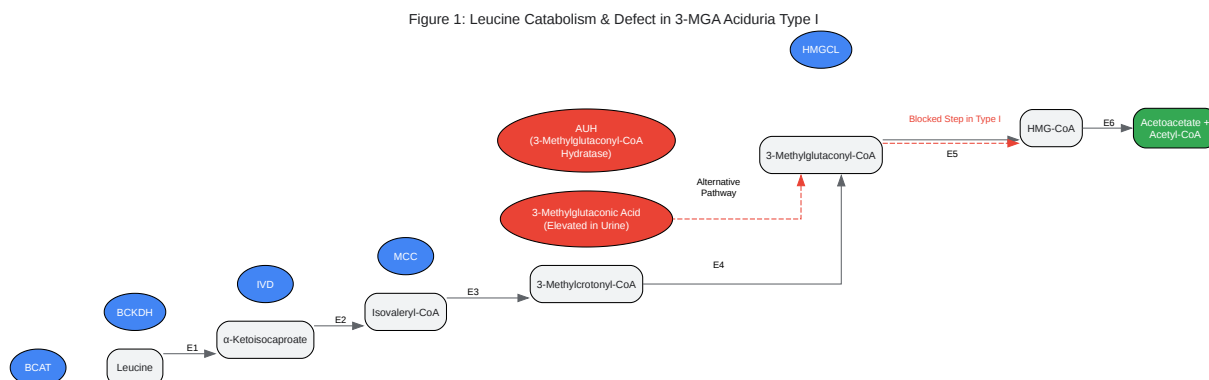 Figure 1: Leucine Catabolism & Defect in 3-MGA Aciduria Type I
HMGCL
AUH
(3-Methylglutaconyl-CoA
Hydratase)
Blocked Step in Type I
HMG-CoA
E6
Acetoacetate +
Acetyl-CoA
3-Methylglutaconyl-CoA
E5
Alternative
Pathway
3-Methylglutaconic Acid
(Elevated in Urine)
MCC
E4
3-Methylcrotonyl-CoA
IVD
E3
Isovaleryl-CoA
BCKDH
E2
α-Ketoisocaproate
E1
Leucine
BCAT